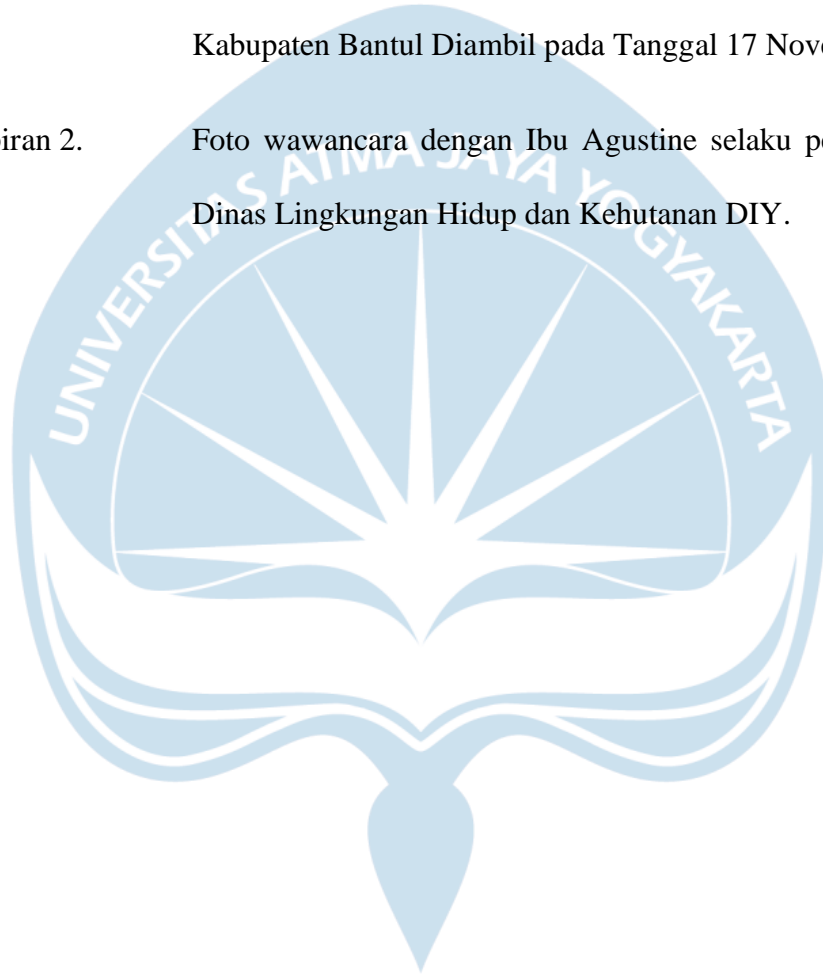 Kabupaten Bantul Diambil pada Tanggal 17
iran 2. Foto wawancara dengan Ibu Agustine selaku
Dinas Lingkungan Hidup dan Kehutanan DIY.
UNIVERSITAS ATMA JAYA YOGYAKARTA